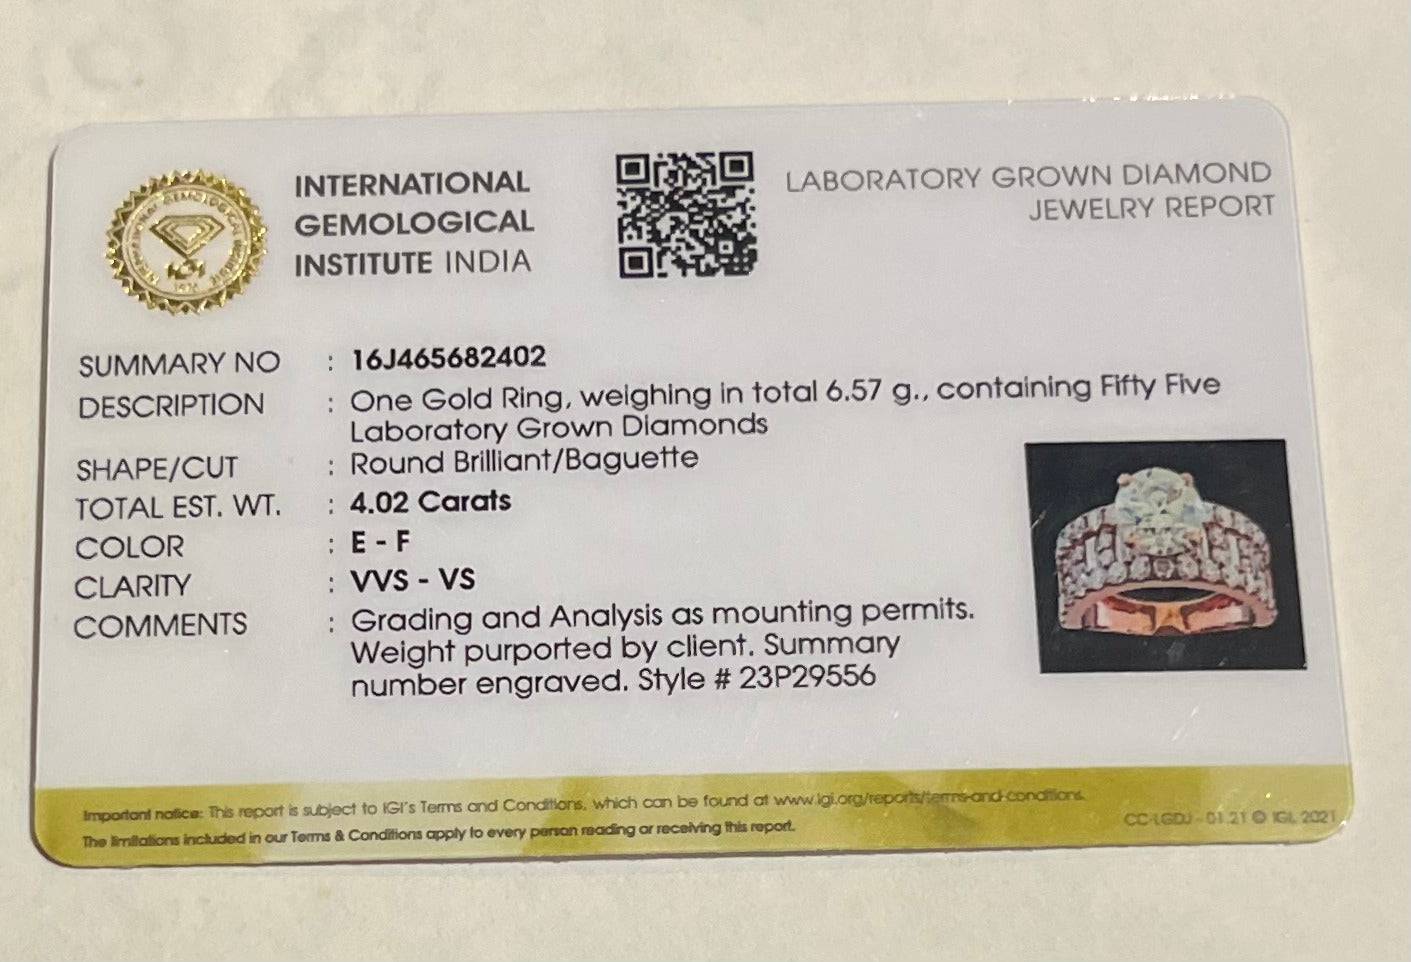 INTERNATIONAL
GEMOLOGICAL
INSTITUTE INDIA
LABORATORY GROWN DIAMOND
JEWELRY REPORT
SUMMARY NO : 16J465682402
DESCRIPTION : One Gold Ring, weighing in total 6.57 g., containing Fifty Five
Laboratory Grown Diamonds
SHAPE/CUT : Round Brilliant/Baguette
TOTAL EST. WT. : 4.02 Carats
COLOR : E - F
CLARITY : VVS - VS
COMMENTS : Grading and Analysis as mounting permits.
Weight purported by client. Summary
number engraved. Style # 23P29556
Important notice: This report is subject to IGI's Terms and Conditions, which can be found at www.igi.org/reports/terms-and-conditions.
The limitations included in our Terms & Conditions apply to every person reading or receiving this report.
CC-LGDJ - 01.21 © IGI. 2021